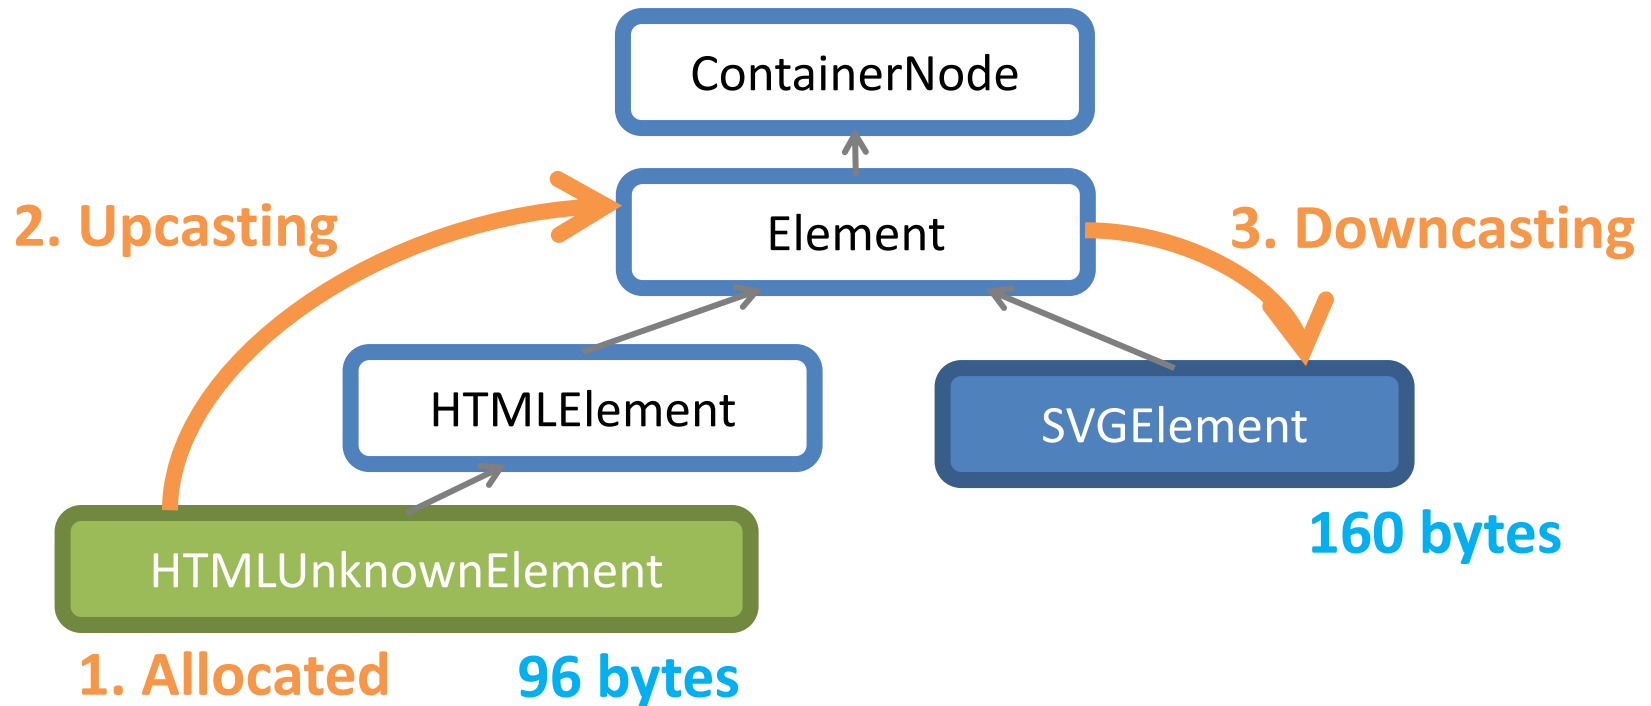 ContainerNode
2. Upcasting
Element
3. Downcasting
HTMLElement
SVGElement
160 bytes
HTMLUnknownElement
1. Allocated
96 bytes